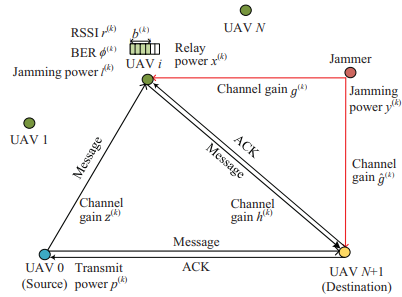 RSSI r^(k)
b^(k)
UAV N
BER ϕ^(k)
UAV i
Relay
power x^(k)
Jamming power l^(k)
Jammer
Channel gain g^(k)
Jamming
power y^(k)
UAV 1
Message
ACK
Message
Channel
gain ĝ^(k)
Channel
gain z^(k)
Channel
gain h^(k)
Message
ACK
UAV 0
(Source)
Transmit
power p^(k)
UAV N+1
(Destination)